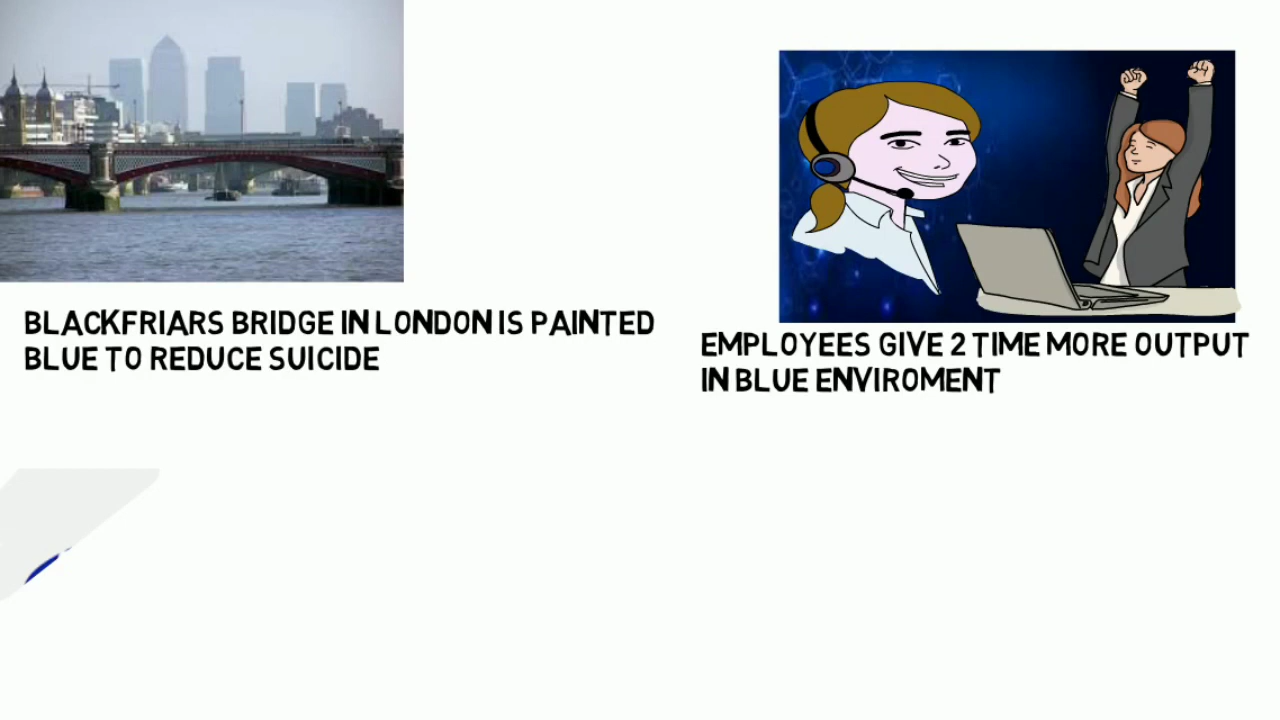 BLACKFRIARS BRIDGE IN LONDON IS PAINTED
BLUE TO REDUCE SUICIDE
EMPLOYEES GIVE 2 TIME MORE OUTPUT
IN BLUE ENVIROMENT